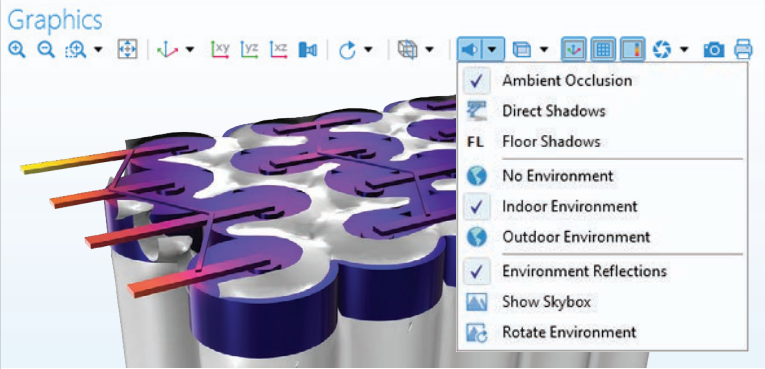 Graphics
xy yz xz
Ambient Occlusion
Direct Shadows
FL Floor Shadows
No Environment
Indoor Environment
Outdoor Environment
Environment Reflections
Show Skybox
Rotate Environment